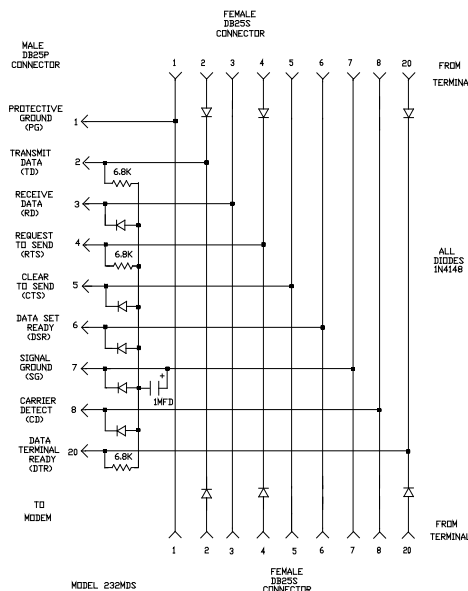 FEMALE
DB25S
CONNECTOR
MALE
DB25P
CONNECTOR
1 2 3 4 5 6 7 8 20
FROM
TERMINAL
PROTECTIVE
GROUND
(PG)
1
TRANSMIT
DATA
(TD)
2
6.8K
RECEIVE
DATA
(RD)
3
REQUEST
TO SEND
(RTS)
4
6.8K
ALL
DIODES
1N4148
CLEAR
TO SEND
(CTS)
5
DATA SET
READY
(DSR)
6
SIGNAL
GROUND
(SG)
7
+
1MFD
CARRIER
DETECT
(CD)
8
DATA
TERMINAL
READY
(DTR)
20
6.8K
TO
MODEM
FROM
TERMINAL
1 2 3 4 5 6 7 8 20
MODEL 232MDS
FEMALE
DB25S
CONNECTOR